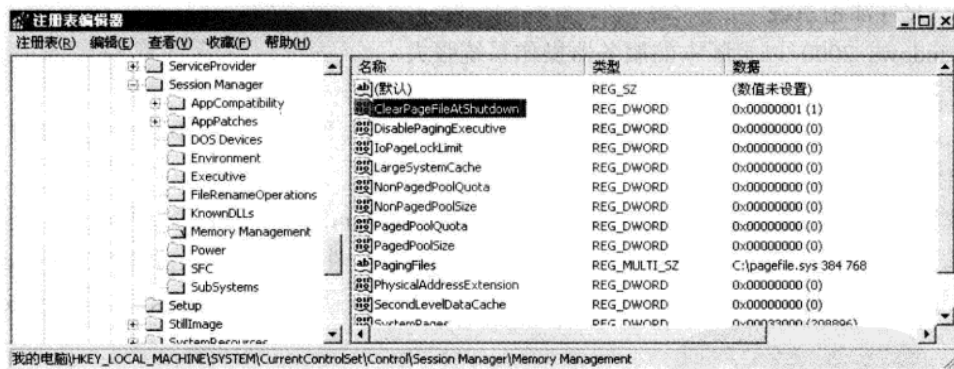 注册表编辑器
注册表(R) 编辑(E) 查看(V) 收藏(F) 帮助(H)
ServiceProvider
Session Manager
AppCompatibility
AppPatches
DOS Devices
Environment
Executive
FileRenameOperations
KnownDLLs
Memory Management
Power
SFC
SubSystems
Setup
StillImage
SystemResources
名称 类型 数据
(默认) REG_SZ (数值未设置)
ClearPageFileAtShutdown REG_DWORD 0x00000001 (1)
DisablePagingExecutive REG_DWORD 0x00000000 (0)
IoPageLockLimit REG_DWORD 0x00000000 (0)
LargeSystemCache REG_DWORD 0x00000000 (0)
NonPagedPoolQuota REG_DWORD 0x00000000 (0)
NonPagedPoolSize REG_DWORD 0x00000000 (0)
PagedPoolQuota REG_DWORD 0x00000000 (0)
PagedPoolSize REG_DWORD 0x00000000 (0)
PagingFiles REG_MULTI_SZ C:\pagefile.sys 384 768
PhysicalAddressExtension REG_DWORD 0x00000000 (0)
SecondLevelDataCache REG_DWORD 0x00000000 (0)
SystemPages REG_DWORD 0x00033000 (208896)
我的电脑\HKEY_LOCAL_MACHINE\SYSTEM\CurrentControlSet\Control\Session Manager\Memory Management